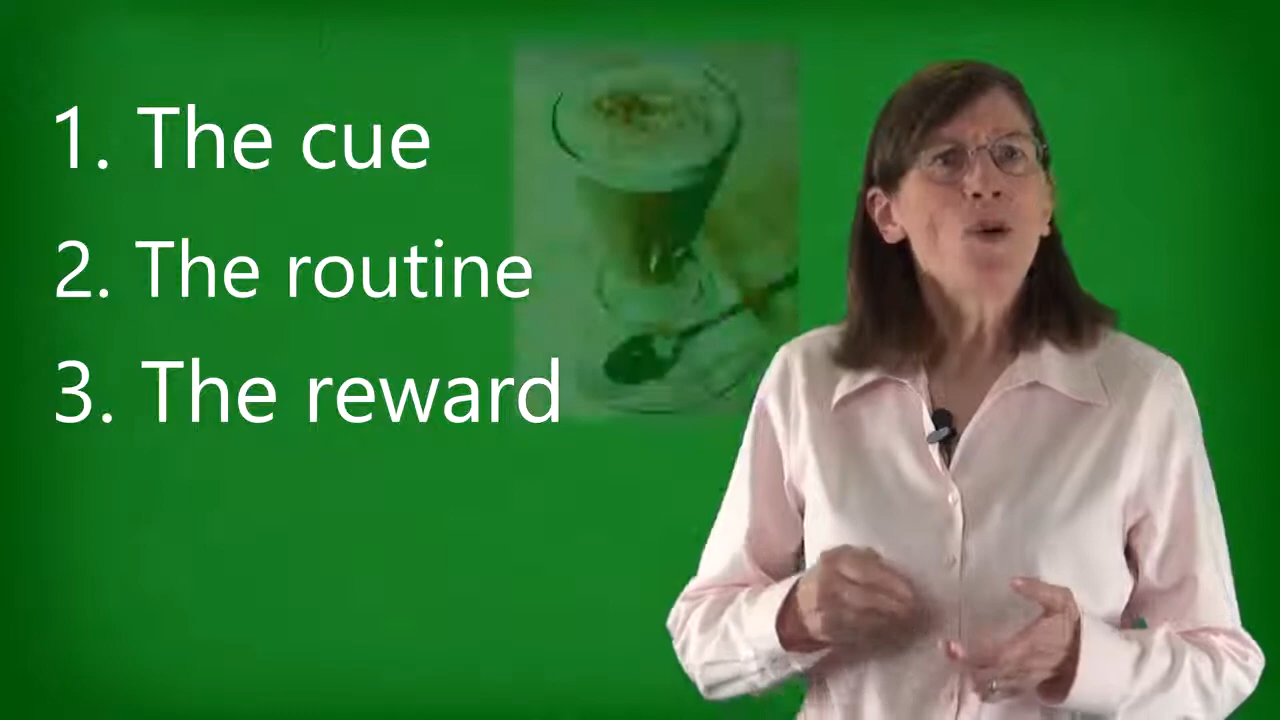 1. The cue
2. The routine
3. The reward